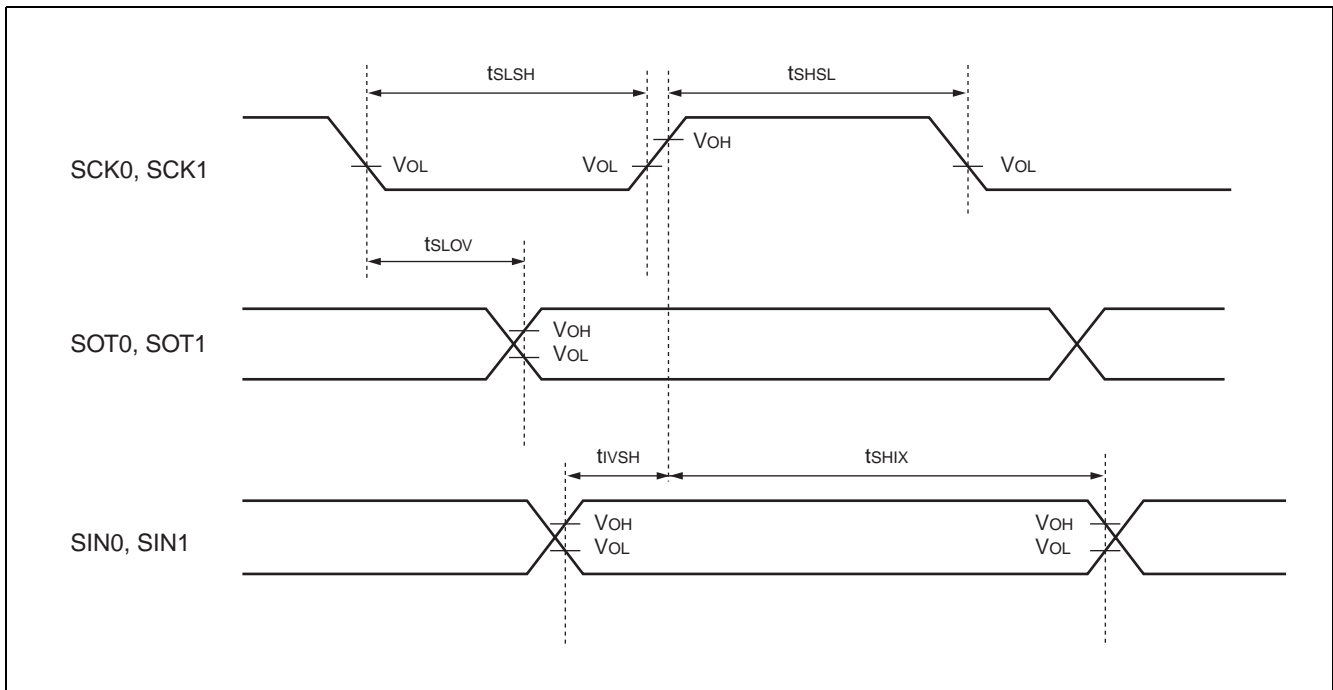 tSLSH tSHSL
VOH
SCK0, SCK1 VOL VOL VOL
tSLOV
VOH
SOT0, SOT1
VOL
tIVSH tSHIX
VOH VOH
SIN0, SIN1
VOL VOL